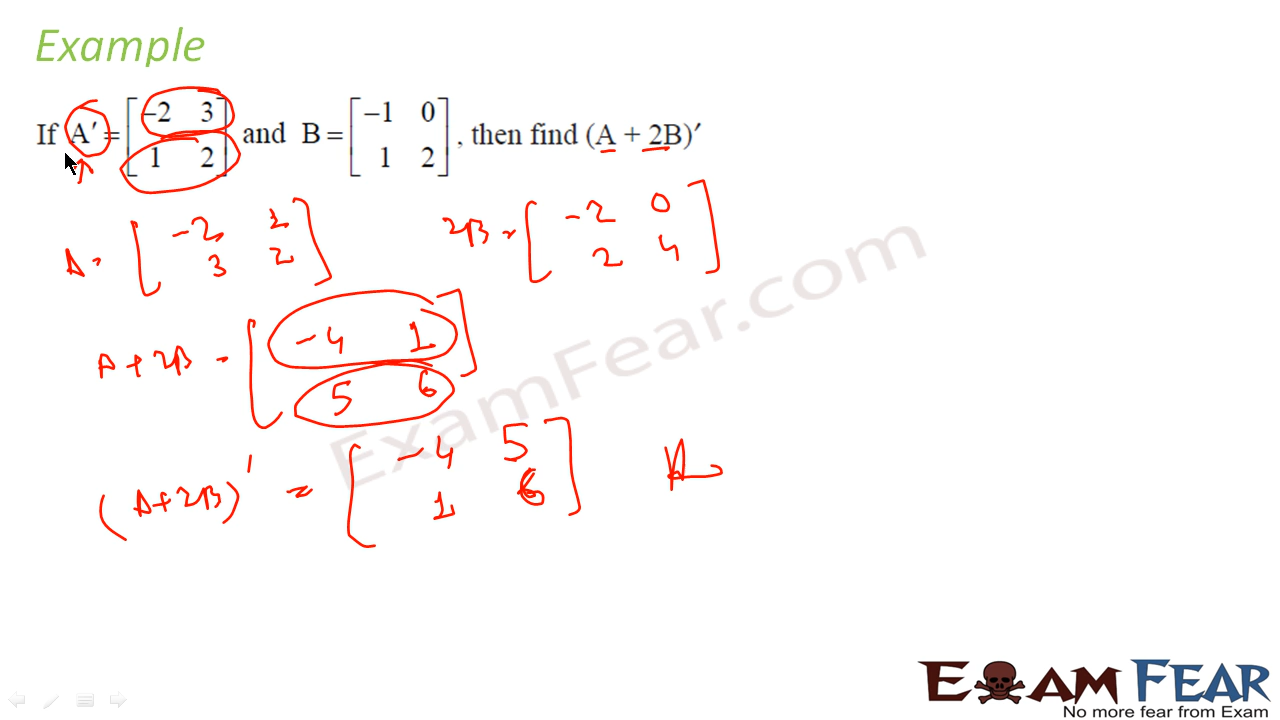 Example
If A′ = [ −2 3 ] and B = [ −1 0 ] , then find (A + 2B)′
[ 1 2 ] [ 1 2 ]
A = [ -2 1 ] 2B = [ -2 0 ]
[ 3 2 ] [ 2 4 ]
A + 2B = [ -4 1 ]
[ 5 6 ]
(A+2B)' = [ -4 5 ]
[ 1 6 ]
ExamFear.com
EXAM FEAR
No more fear from Exam